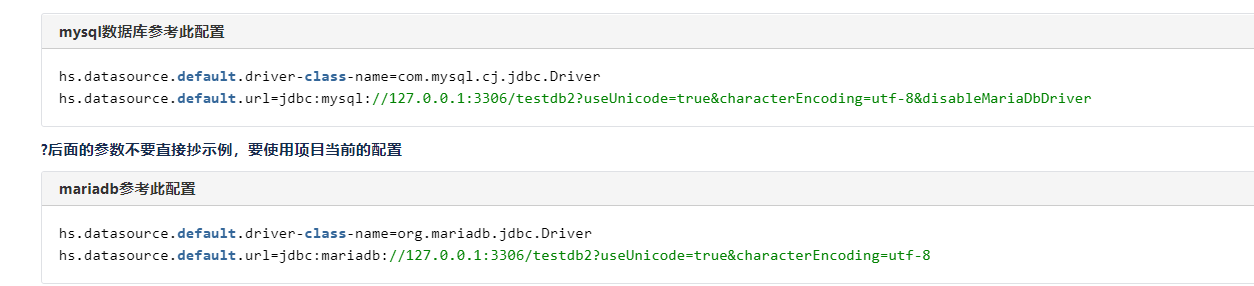 mysql数据库参考此配置
hs.datasource.default.driver-class-name=com.mysql.cj.jdbc.Driver
hs.datasource.default.url=jdbc:mysql://127.0.0.1:3306/testdb2?useUnicode=true&characterEncoding=utf-8&disableMariaDbDriver
?后面的参数不要直接抄示例，要使用项目当前的配置
mariadb参考此配置
hs.datasource.default.driver-class-name=org.mariadb.jdbc.Driver
hs.datasource.default.url=jdbc:mariadb://127.0.0.1:3306/testdb2?useUnicode=true&characterEncoding=utf-8